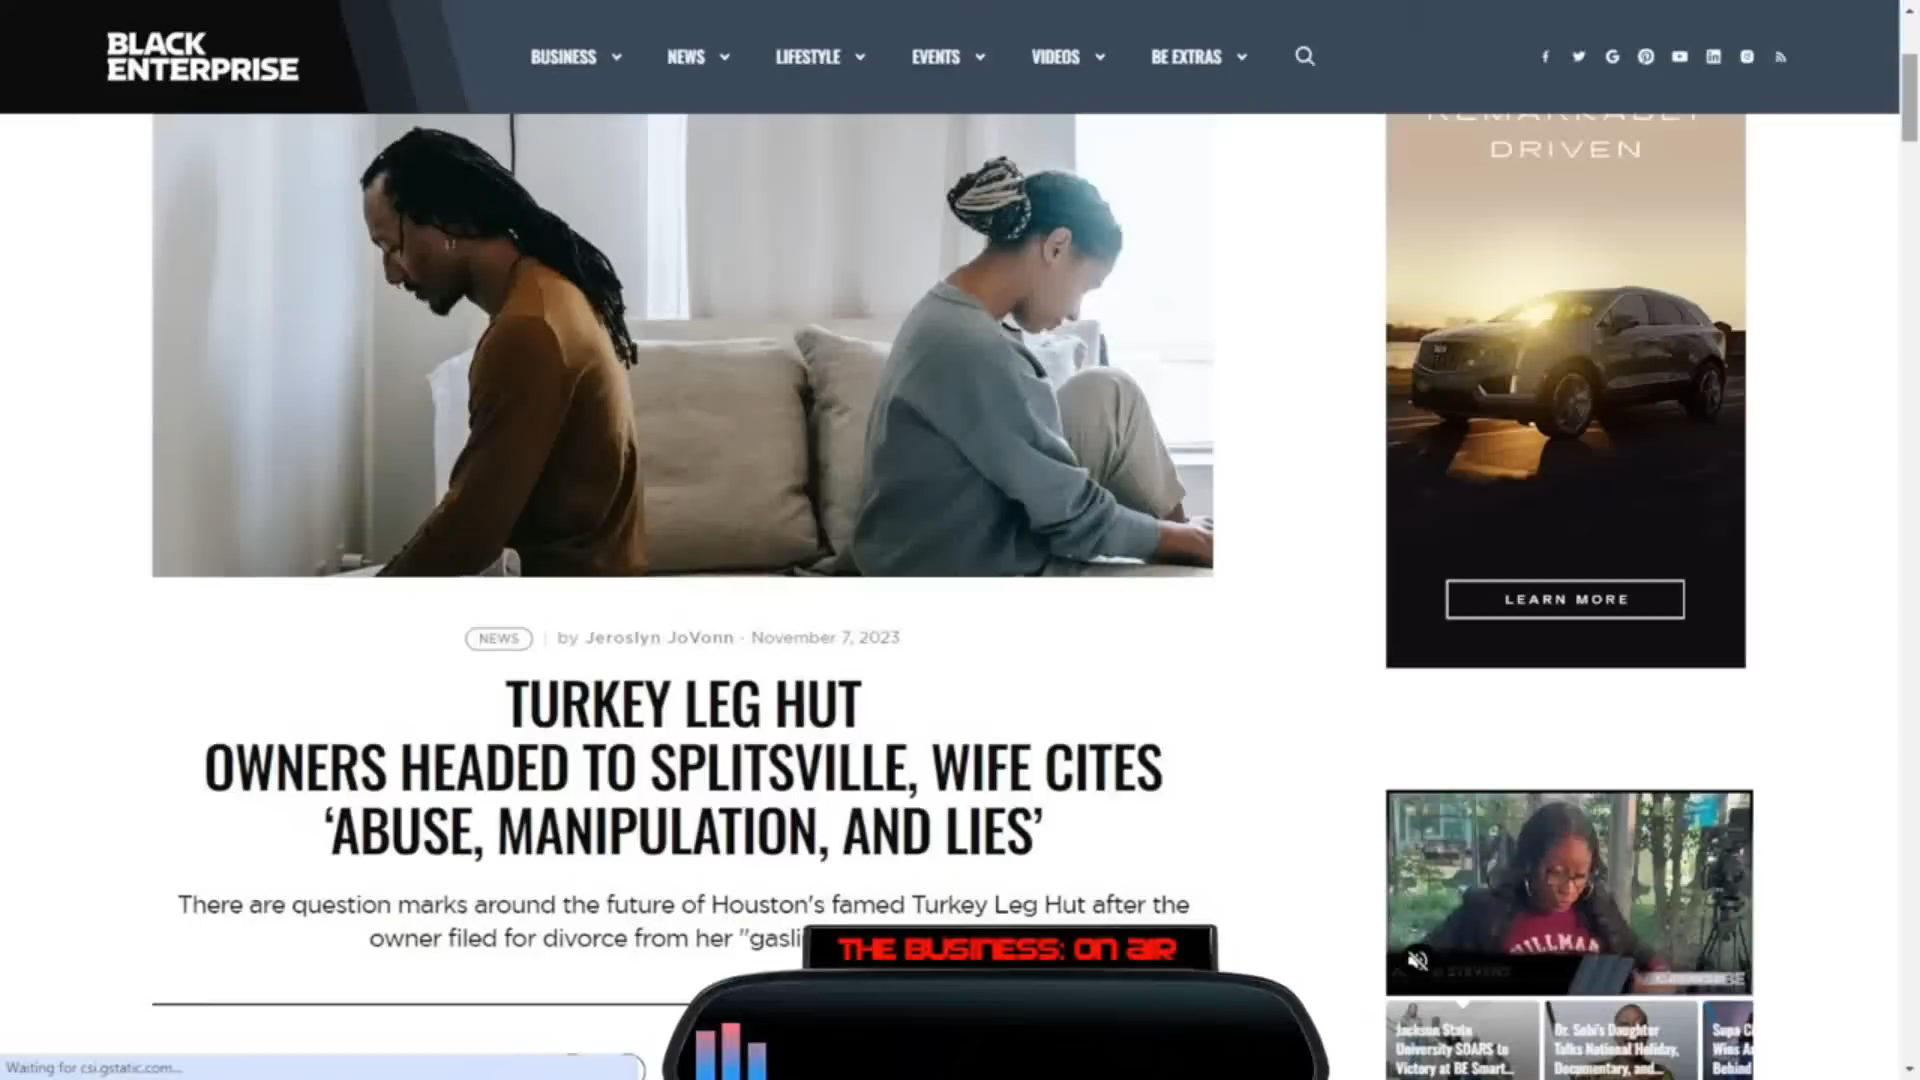 BLACK
ENTERPRISE
BUSINESS
NEWS
LIFESTYLE
EVENTS
VIDEOS
BE EXTRAS
DRIVEN
LEARN MORE
NEWS
by Jeroslyn JoVonn - November 7, 2023
TURKEY LEG HUT
OWNERS HEADED TO SPLITSVILLE, WIFE CITES
‘ABUSE, MANIPULATION, AND LIES’
There are question marks around the future of Houston's famed Turkey Leg Hut after the
owner filed for divorce from her "gasli
THE BUSINESS: ON AIR
Jackson State
University SOARS to
Victory at BE Smart...
Dr. Sebi's Daughter
Talks National Holiday,
Documentary, and...
Supa C
Wins A
Behind
Waiting for csi.gstatic.com...